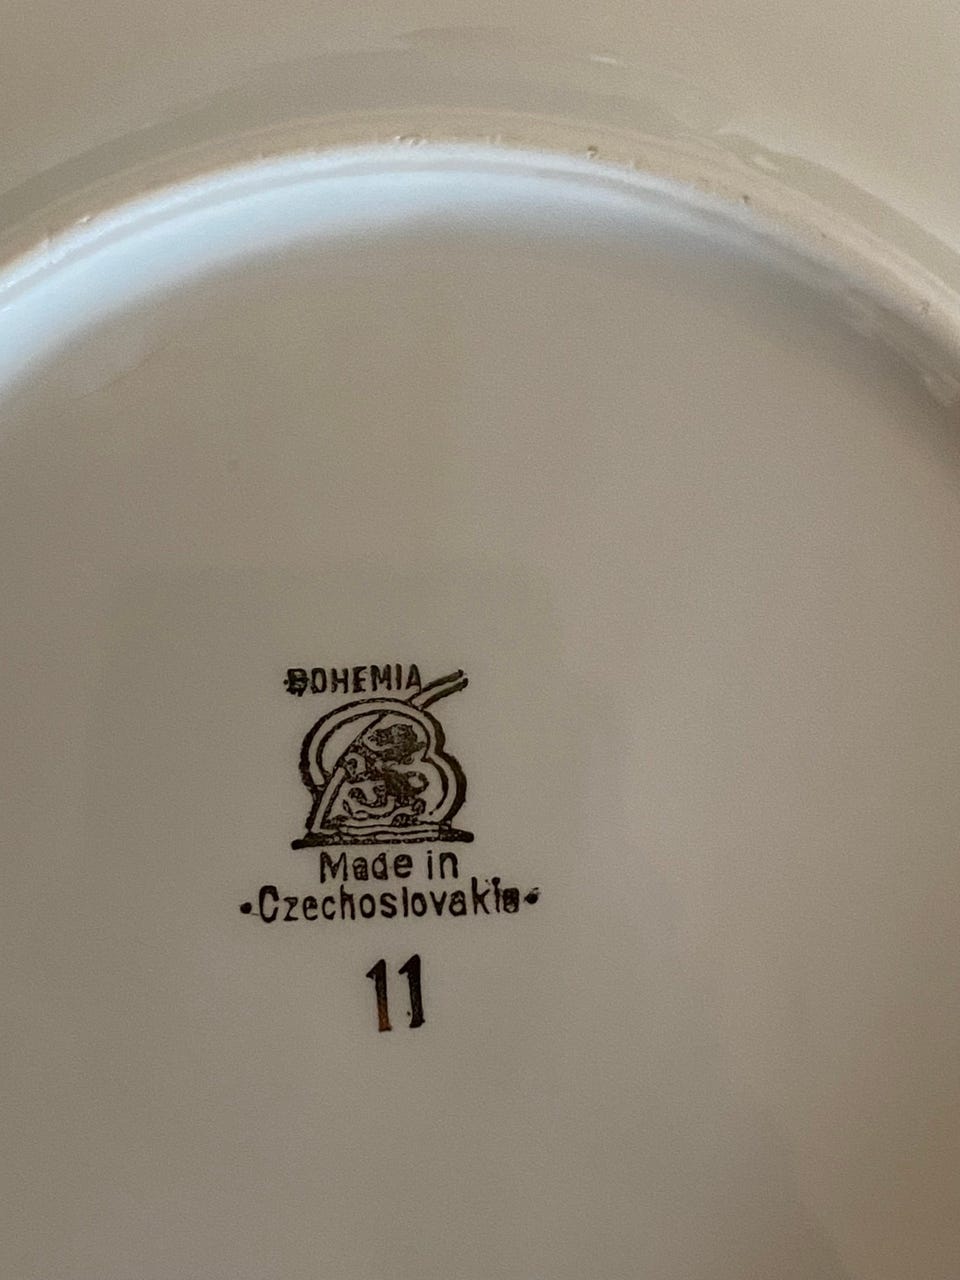 BOHEMIA
Made in
•Czechoslovakia•
11